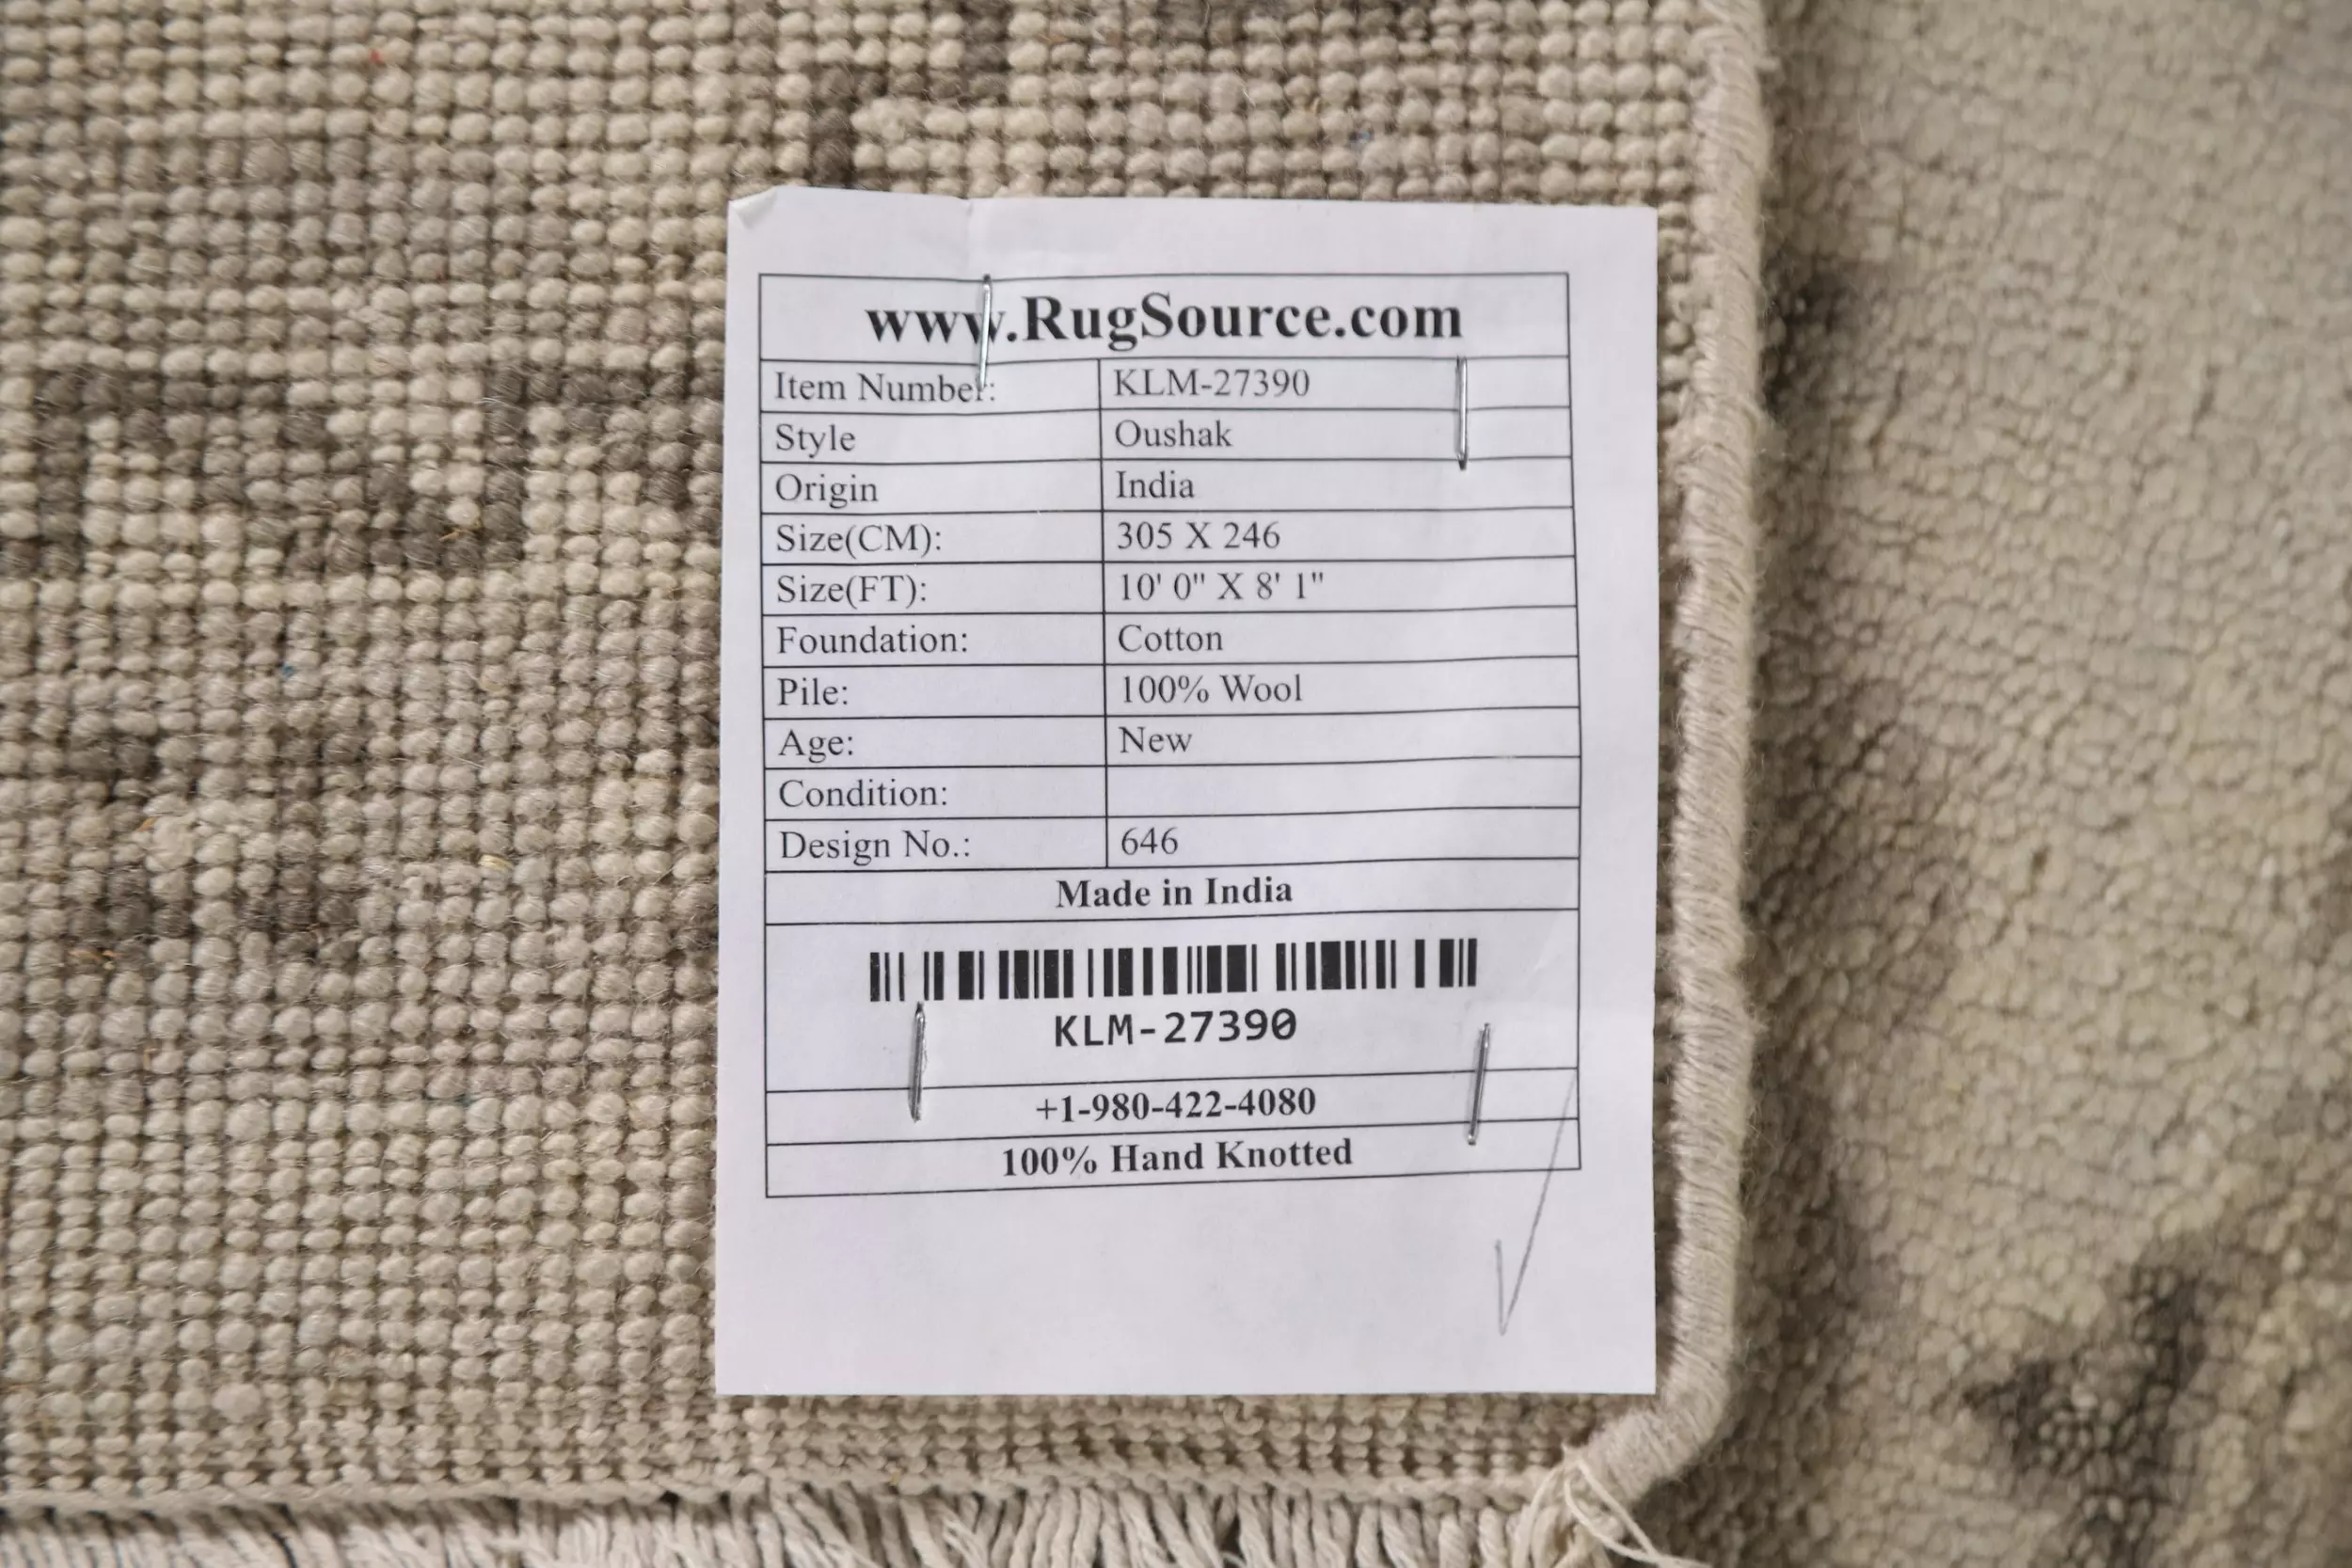 www.RugSource.com
Item Number: KLM-27390
Style Oushak
Origin India
Size(CM): 305 X 246
Size(FT): 10' 0" X 8' 1"
Foundation: Cotton
Pile: 100% Wool
Age: New
Condition:
Design No.: 646
Made in India
KLM-27390
+1-980-422-4080
100% Hand Knotted